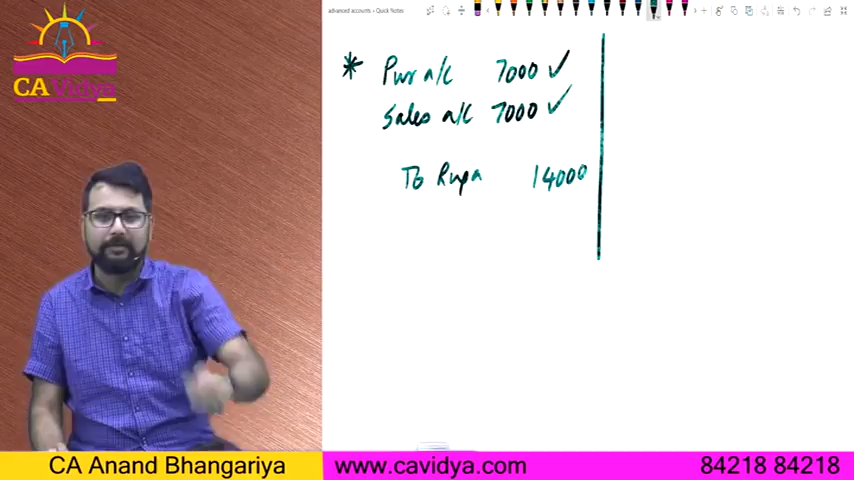 advanced accounts - Quick Notes
* Pur a/c 7000 ✓
Sales a/c 7000 ✓
To Rupa 14000
CA Vidya
CA Anand Bhangariya
www.cavidya.com
84218 84218